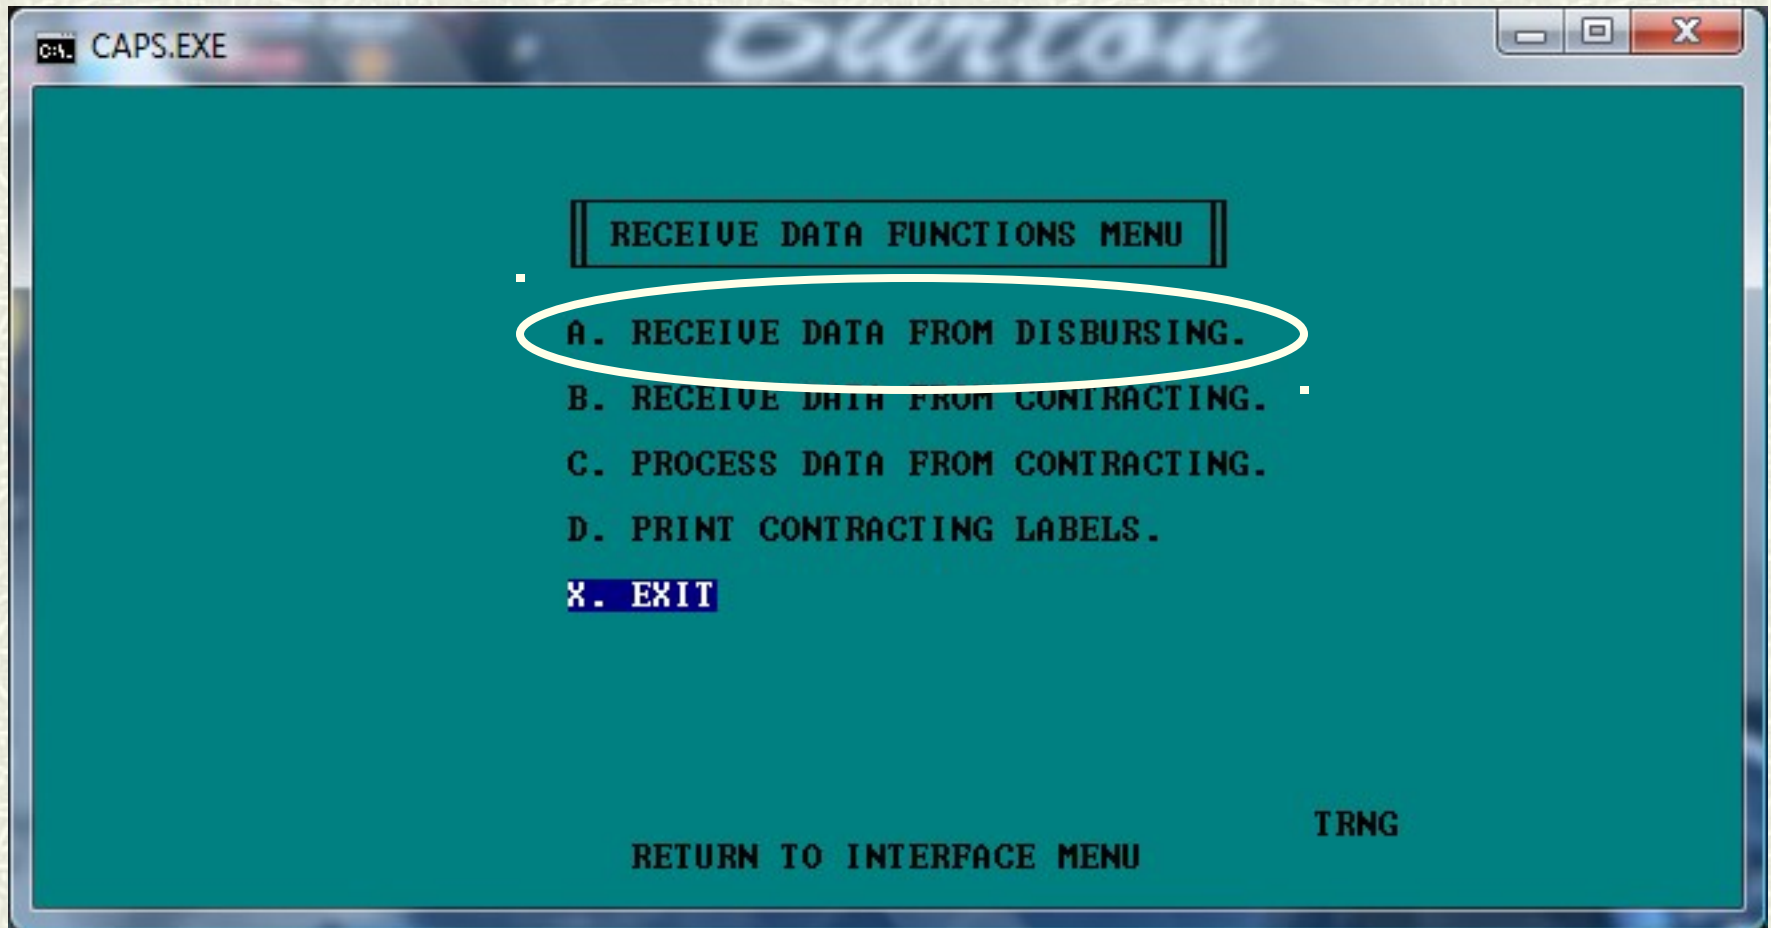 Burton
CAPS.EXE
RECEIVE DATA FUNCTIONS MENU
A. RECEIVE DATA FROM DISBURSING.
B. RECEIVE DATA FROM CONTRACTING.
C. PROCESS DATA FROM CONTRACTING.
D. PRINT CONTRACTING LABELS.
X. EXIT
TRNG
RETURN TO INTERFACE MENU